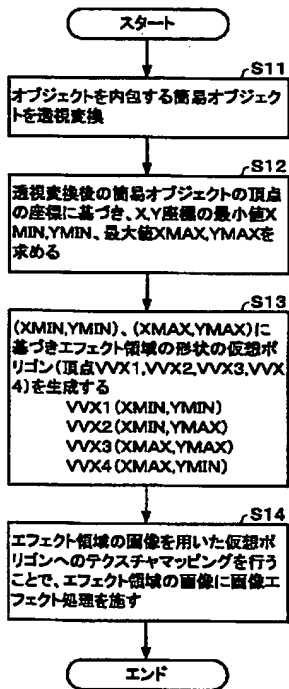 スタート
S11
オブジェクトを内包する簡易オブジェク
トを透視変換
S12
透視変換後の簡易オブジェクトの頂点
の座標に基づき、X,Y座標の最小値X
MIN,YMIN、最大値XMAX,YMAXを
求める
S13
(XMIN,YMIN)、(XMAX,YMAX)に
基づきエフェクト領域の形状の仮想ポ
リゴン(頂点VVX1,VVX2,VVX3,VVX
4)を生成する
VVX1(XMIN,YMIN)
VVX2(XMIN,YMAX)
VVX3(XMAX,YMAX)
VVX4(XMAX,YMIN)
S14
エフェクト領域の画像を用いた仮想ポ
リゴンへのテクスチャマッピングを行う
ことで、エフェクト領域の画像に画像エ
フェクト処理を施す
エンド